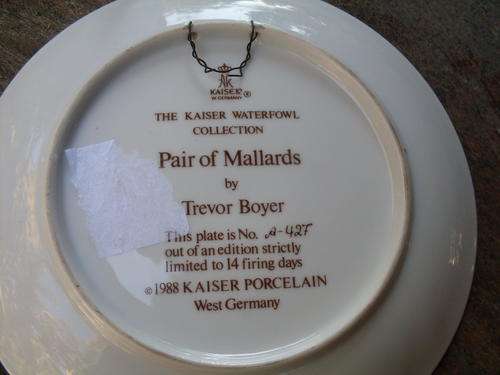 AK
KAISER ®
W. GERMANY
THE KAISER WATERFOWL
COLLECTION
Pair of Mallards
by
Trevor Boyer
This plate is No. A-427
out of an edition strictly
limited to 14 firing days
©1988 KAISER PORCELAIN
West Germany